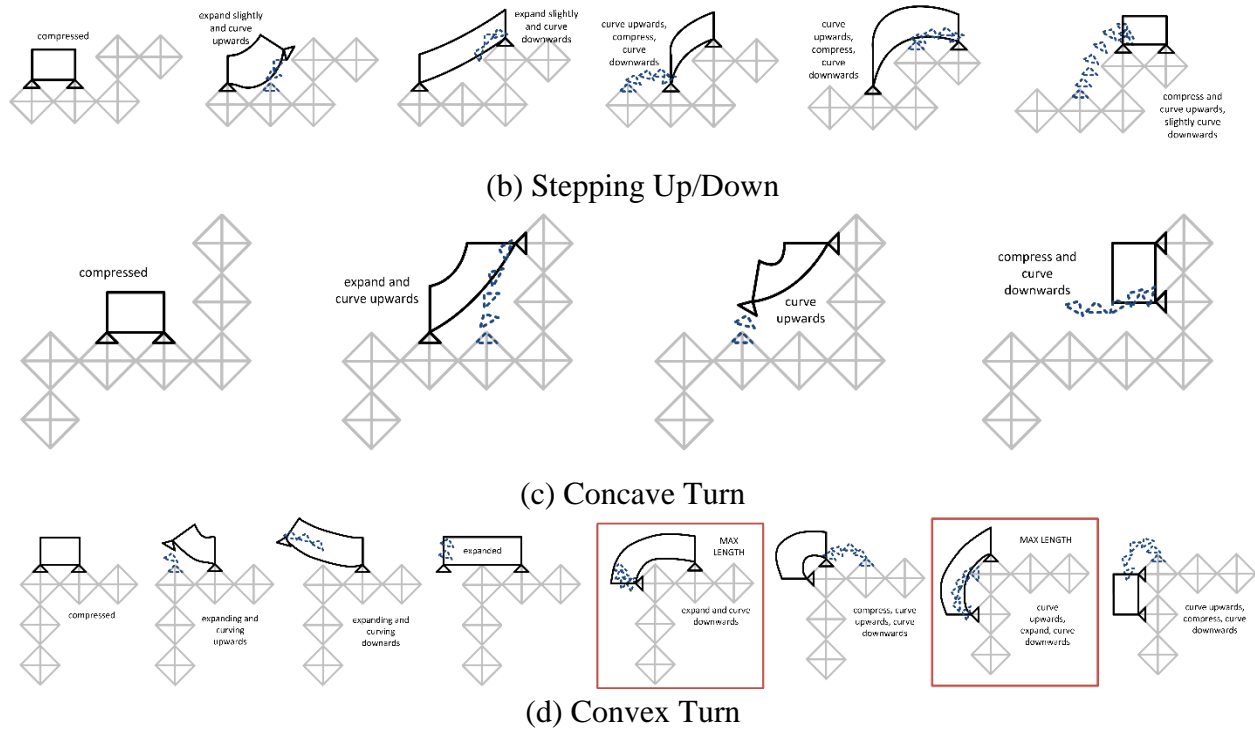 compressed
expand slightly
and curve
upwards
expand slightly
and curve
downwards
curve upwards,
compress,
curve
downwards
curve
upwards,
compress,
curve
downwards
compress and
curve upwards,
slightly curve
downwards
(b) Stepping Up/Down
compressed
expand and
curve upwards
curve
upwards
compress and
curve
downwards
(c) Concave Turn
compressed
expanding and
curving
upwards
expanding and
curving
downards
expanded
MAX
LENGTH
expand and curve
downwards
compress, curve
upwards, curve
downwards
MAX LENGTH
curve
upwards,
expand, curve
downwards
curve upwards,
compress, curve
downwards
(d) Convex Turn